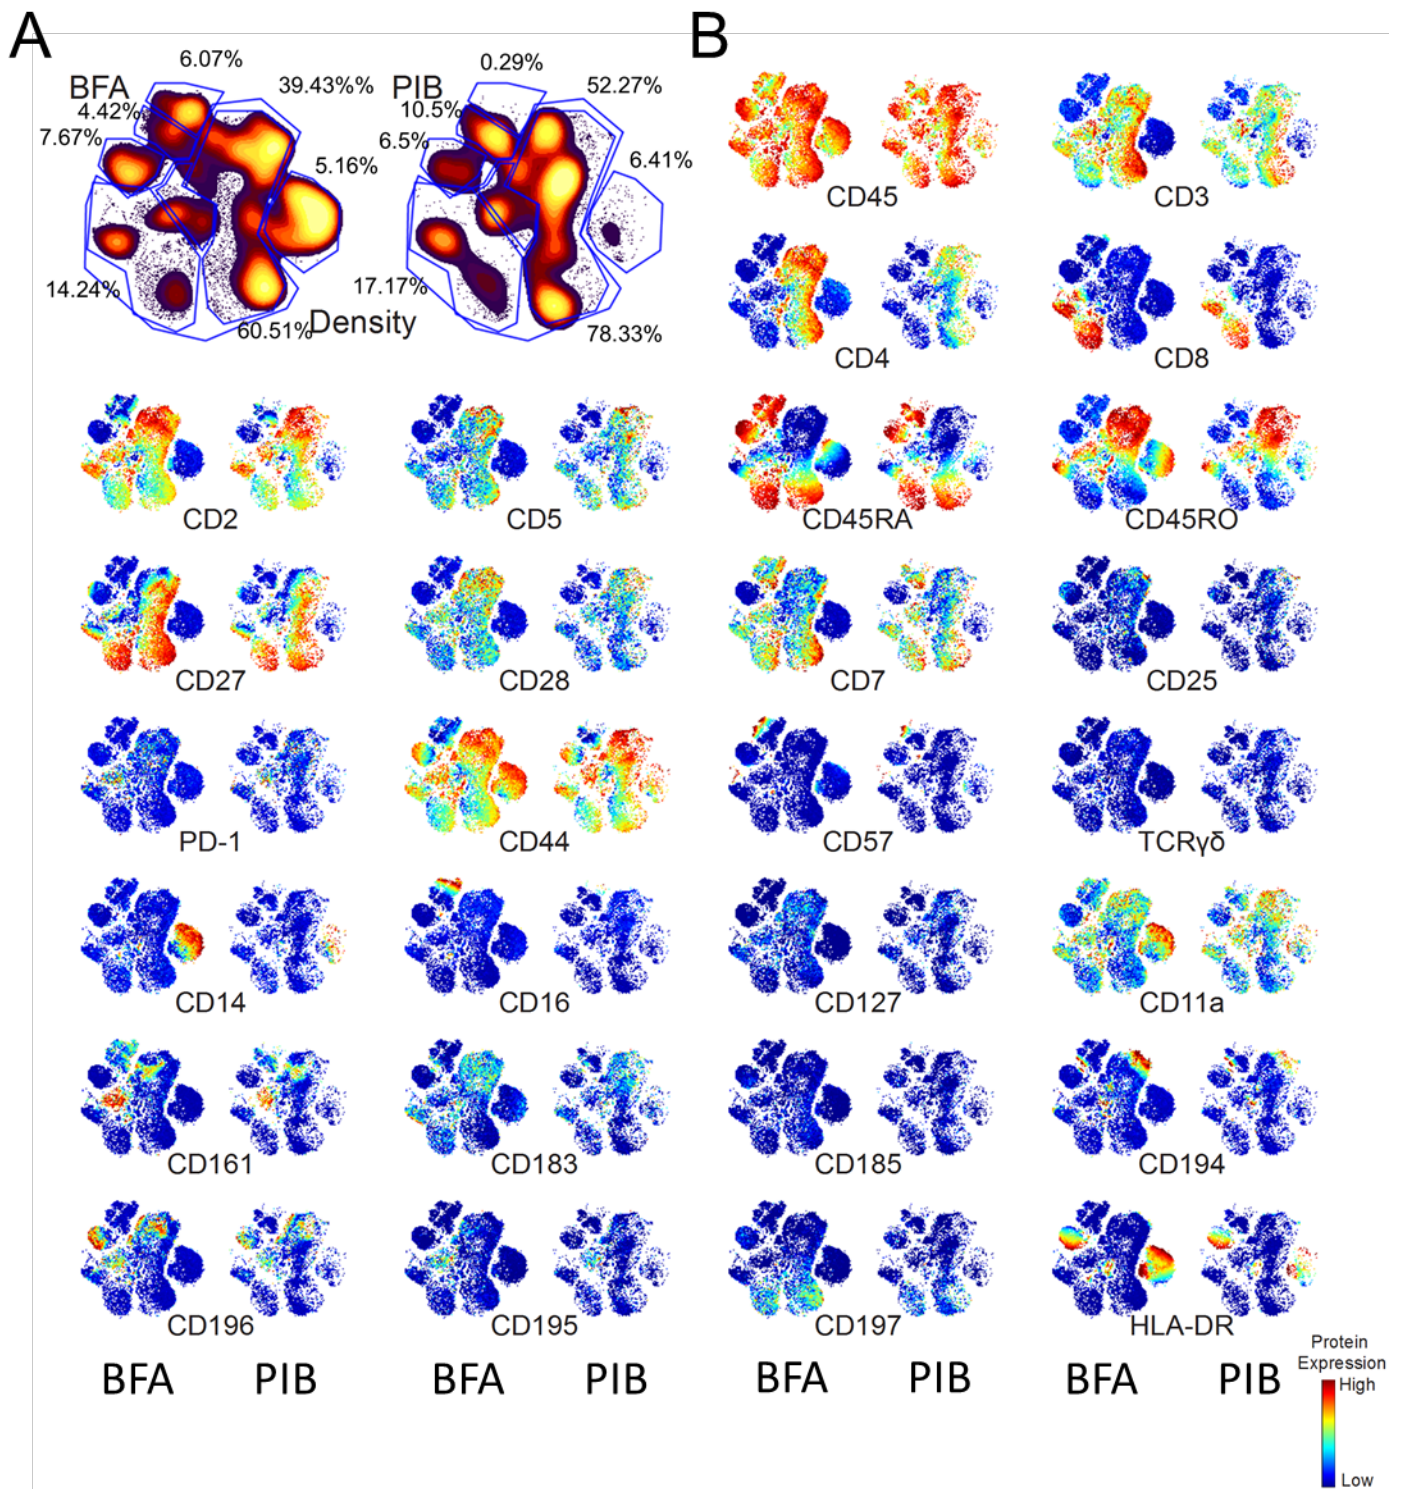 A
B
6.07%
39.43%%
BFA
4.42%
7.67%
5.16%
14.24%
60.51%
0.29%
52.27%
PIB
10.5%
6.5%
6.41%
17.17%
78.33%
Density
CD45
CD3
CD4
CD8
CD2
CD5
CD45RA
CD45RO
CD27
CD28
CD7
CD25
PD-1
CD44
CD57
TCRγδ
CD14
CD16
CD127
CD11a
CD161
CD183
CD185
CD194
CD196
CD195
CD197
HLA-DR
BFA PIB BFA PIB BFA PIB BFA PIB
Protein
Expression
High
Low